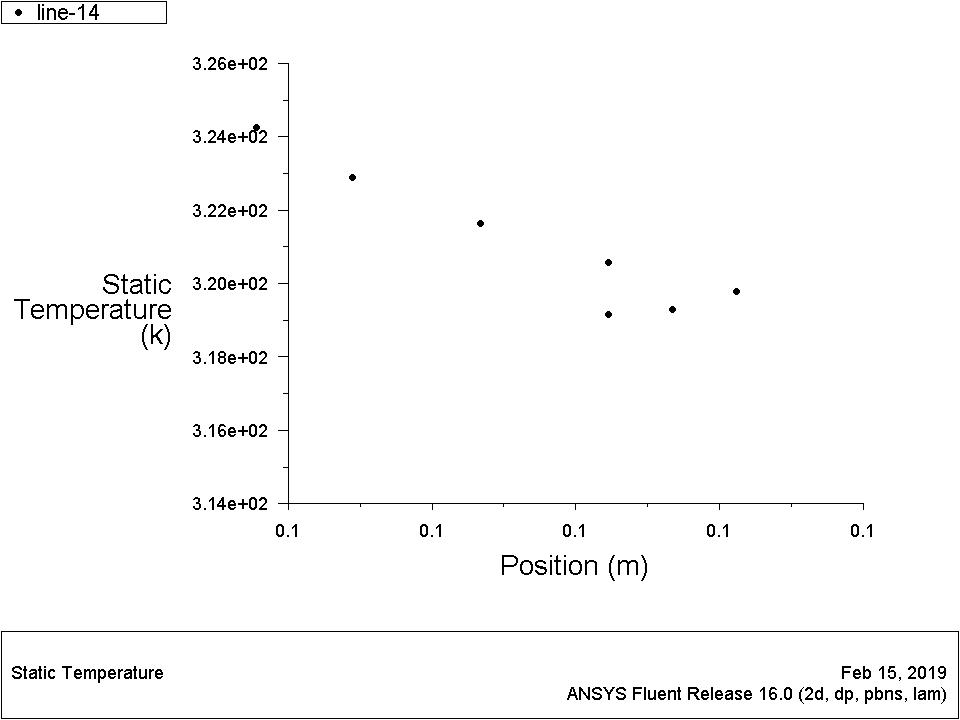 line-14
3.26e+02
3.24e+02
3.22e+02
3.20e+02
3.18e+02
3.16e+02
3.14e+02
Static
Temperature
(k)
0.1 0.1 0.1 0.1 0.1
Position (m)
Static Temperature
Feb 15, 2019
ANSYS Fluent Release 16.0 (2d, dp, pbns, lam)